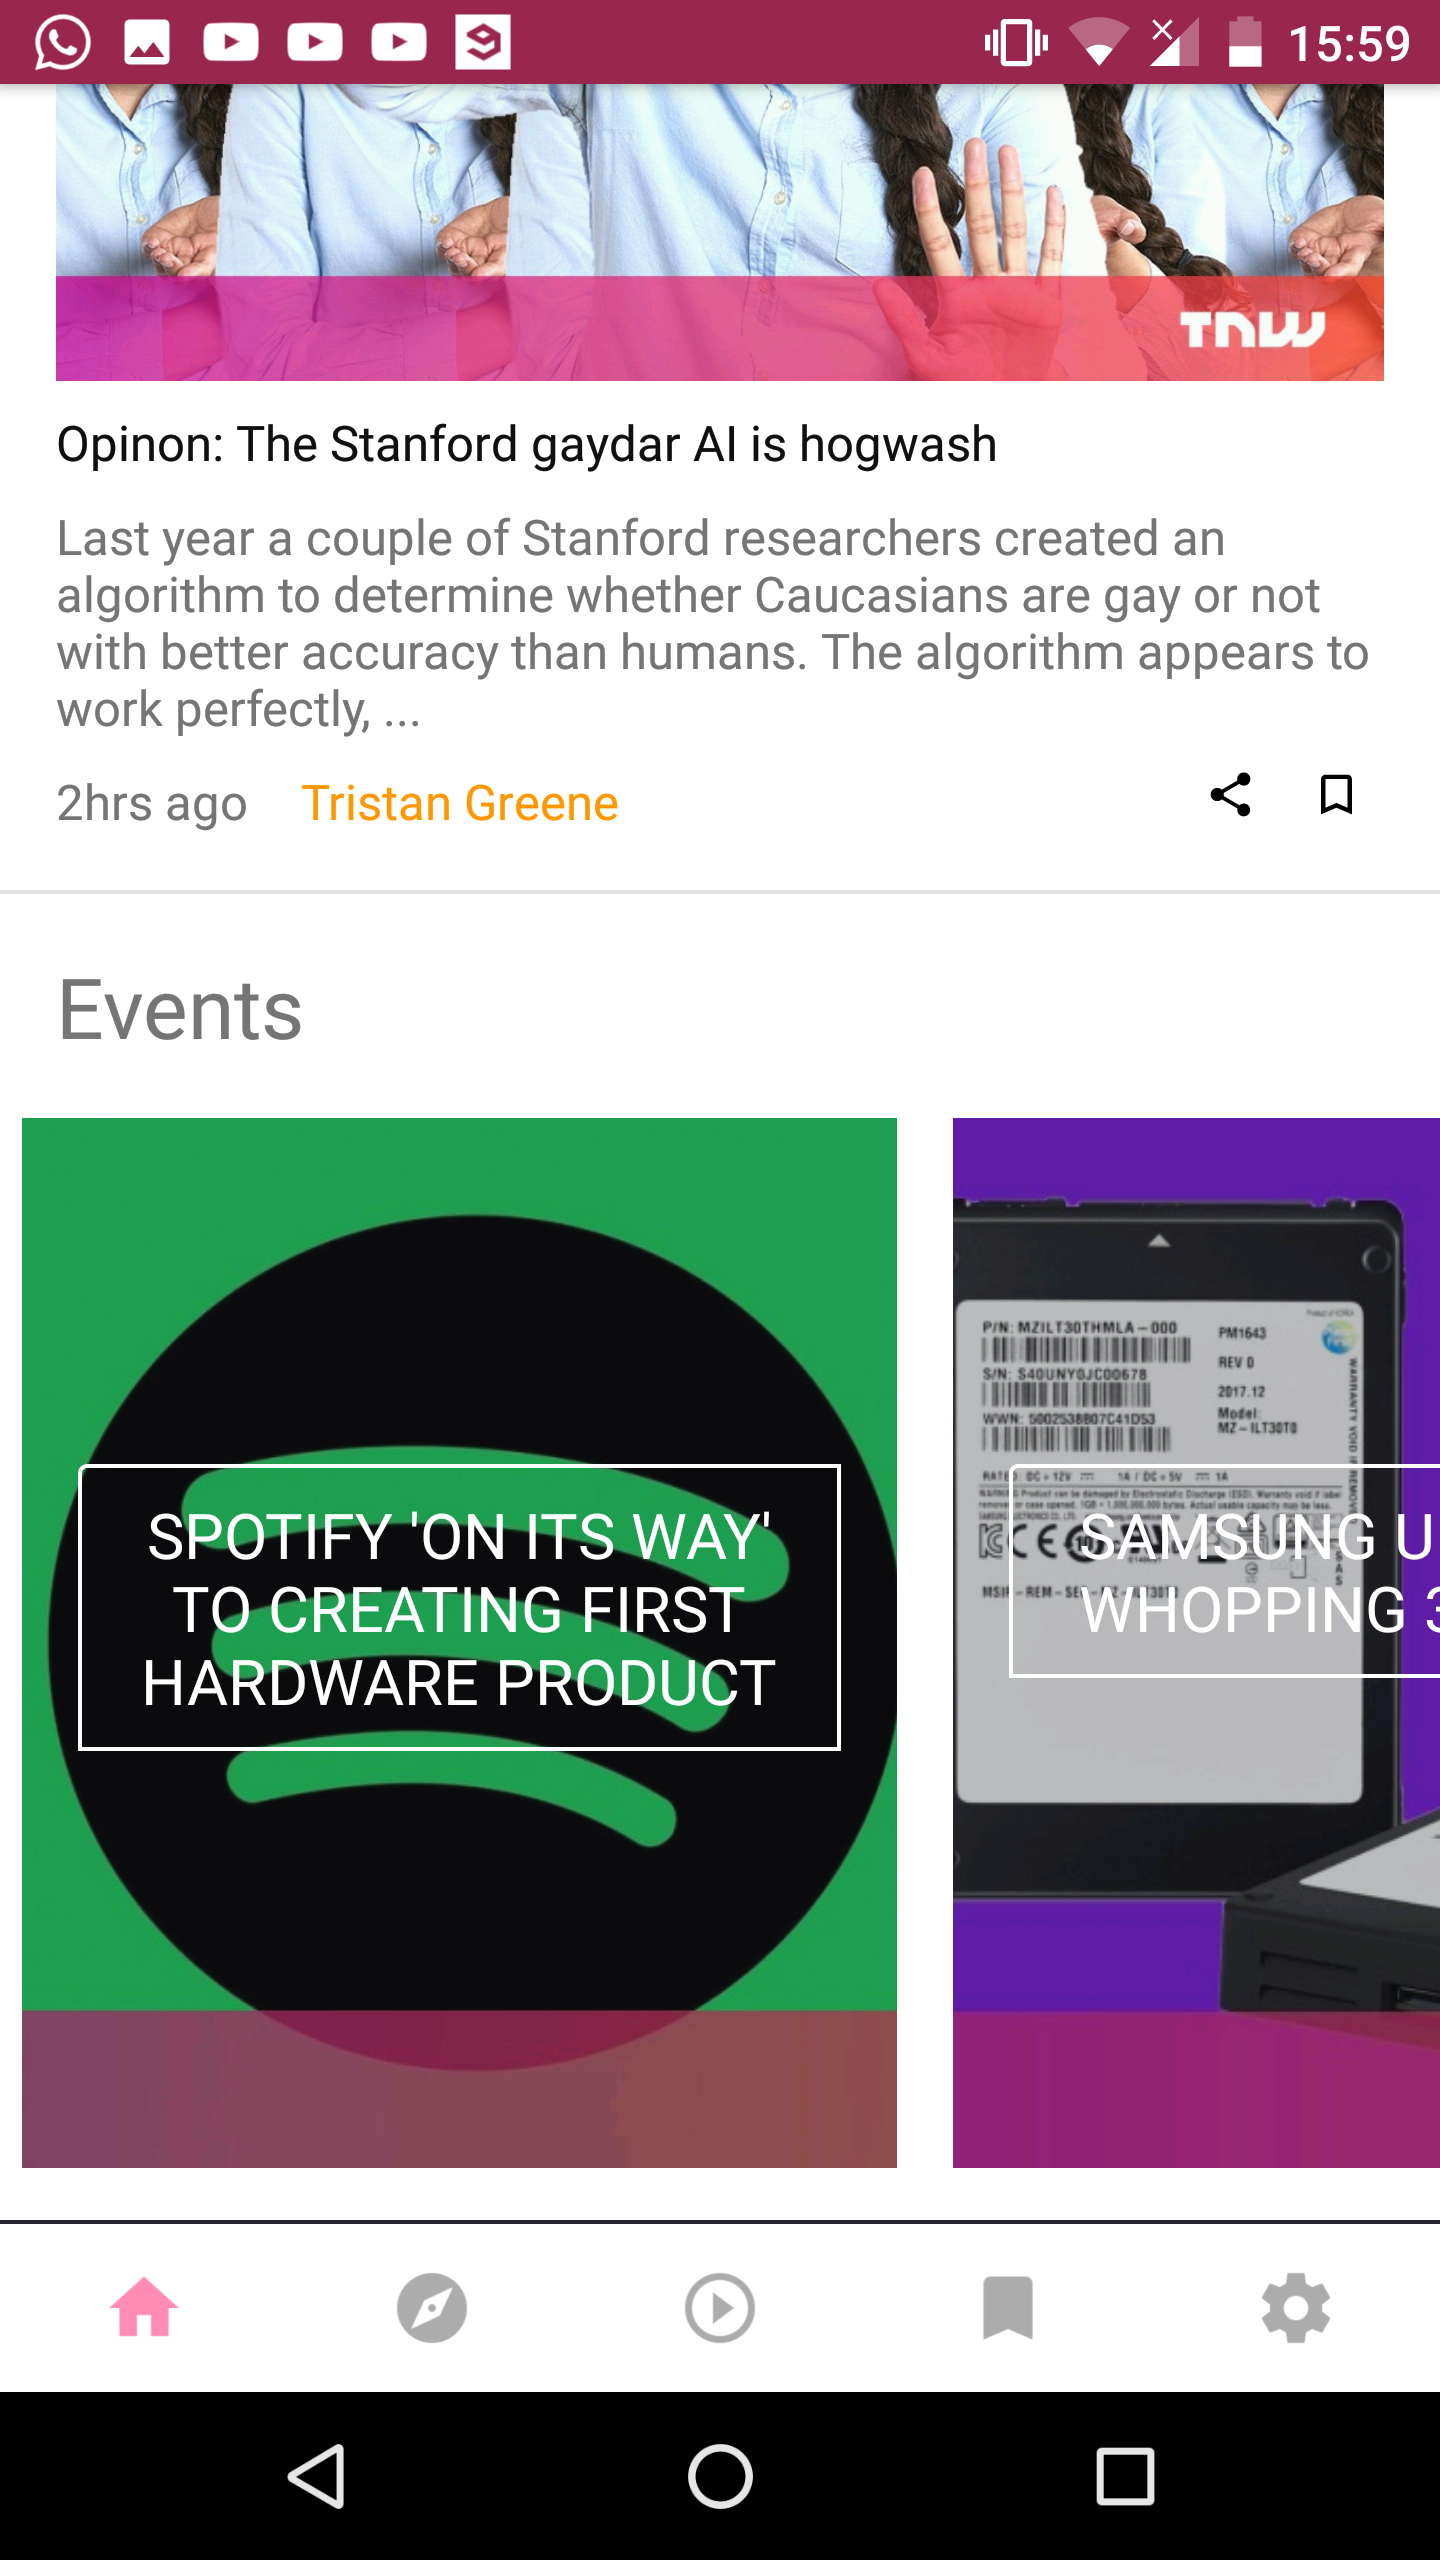 15:59
TNW
Opinon: The Stanford gaydar AI is hogwash
Last year a couple of Stanford researchers created an
algorithm to determine whether Caucasians are gay or not
with better accuracy than humans. The algorithm appears to
work perfectly, ...
2hrs ago Tristan Greene
Events
SPOTIFY 'ON ITS WAY'
TO CREATING FIRST
HARDWARE PRODUCT
P/N: MZILT30THMLA-000
PM1643
S/N: S40UNY0JC00678
REV 0
2017.12
WWN: 5002538B07C41D53
Model:
MZ-ILT30T0
SAMSUNG U
WHOPPING 3